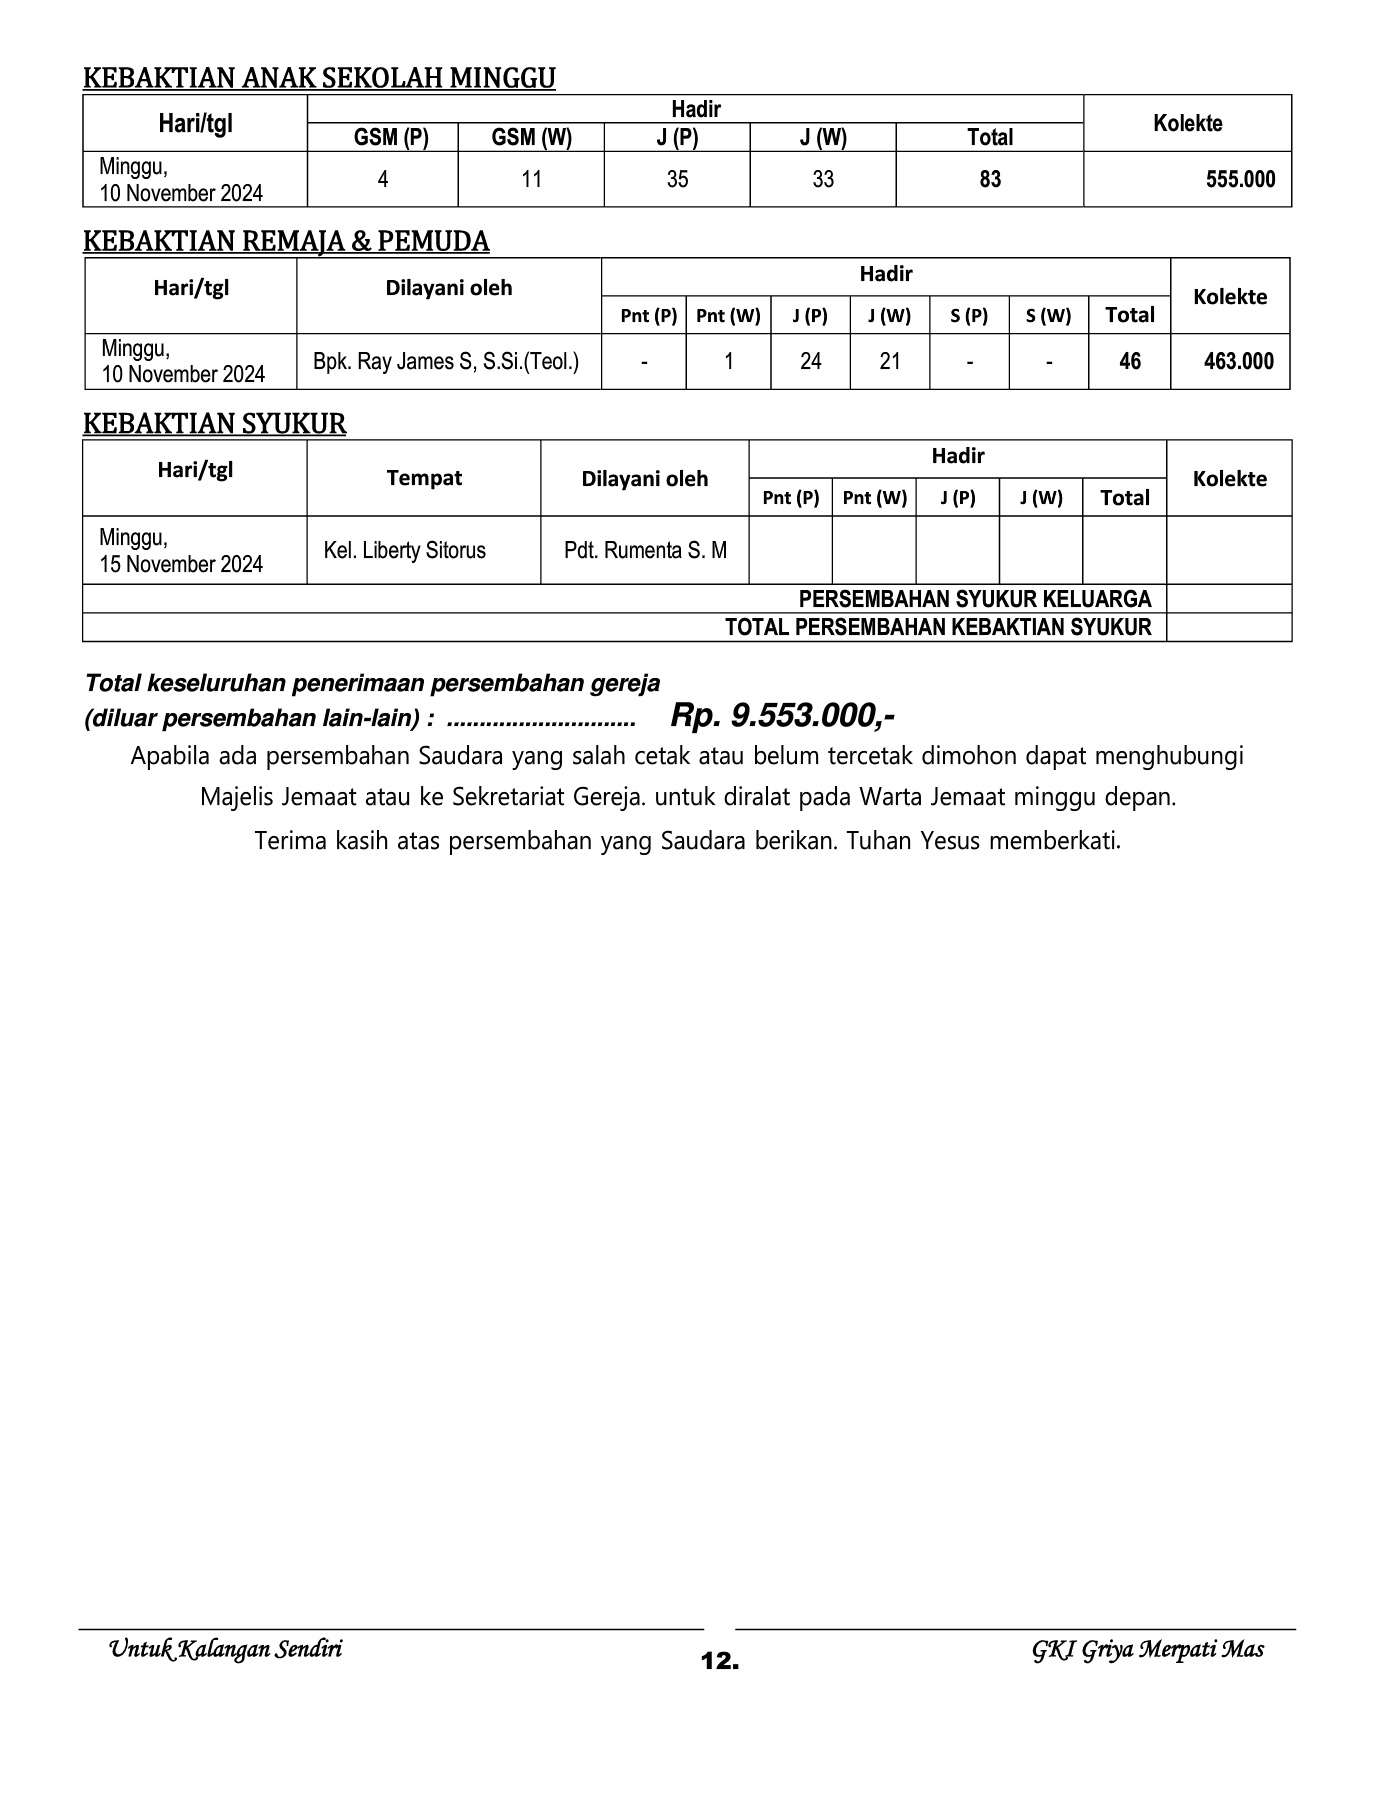 KEBAKTIAN ANAK SEKOLAH MINGGU
Hari/tgl Hadir Kolekte
GSM (P) GSM (W) J (P) J (W) Total
Minggu,
10 November 2024 4 11 35 33 83 555.000
KEBAKTIAN REMAJA & PEMUDA
Hari/tgl Dilayani oleh Hadir Kolekte
Pnt (P) Pnt (W) J (P) J (W) S (P) S (W) Total
Minggu,
10 November 2024 Bpk. Ray James S, S.Si.(Teol.) - 1 24 21 - - 46 463.000
KEBAKTIAN SYUKUR
Hari/tgl Tempat Dilayani oleh Hadir Kolekte
Pnt (P) Pnt (W) J (P) J (W) Total
Minggu,
15 November 2024 Kel. Liberty Sitorus Pdt. Rumenta S. M
PERSEMBAHAN SYUKUR KELUARGA
TOTAL PERSEMBAHAN KEBAKTIAN SYUKUR
Total keseluruhan penerimaan persembahan gereja
(diluar persembahan lain-lain) : ............................. Rp. 9.553.000,-
Apabila ada persembahan Saudara yang salah cetak atau belum tercetak dimohon dapat menghubungi
Majelis Jemaat atau ke Sekretariat Gereja. untuk diralat pada Warta Jemaat minggu depan.
Terima kasih atas persembahan yang Saudara berikan. Tuhan Yesus memberkati.
Untuk Kalangan Sendiri 12. GKI Griya Merpati Mas